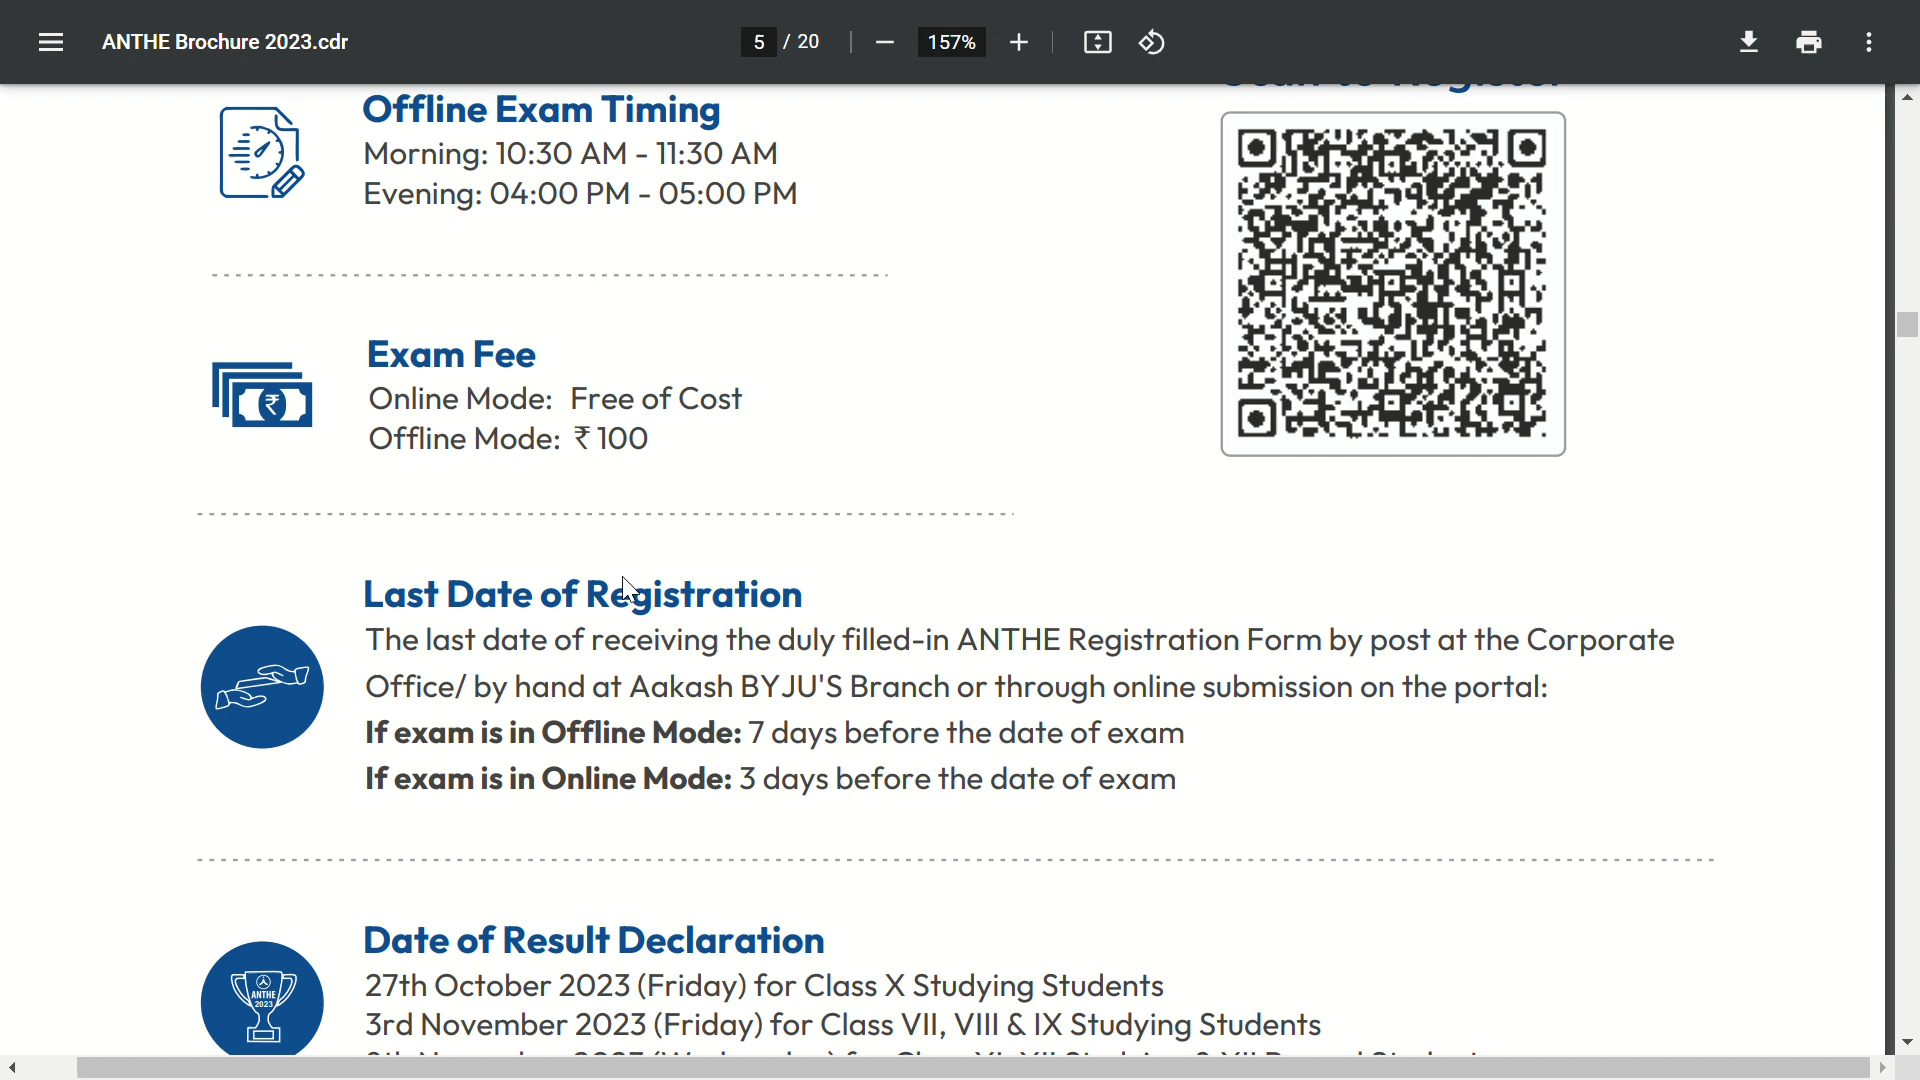 ANTHE Brochure 2023.cdr
5 / 20
157%
Offline Exam Timing
Morning: 10:30 AM - 11:30 AM
Evening: 04:00 PM - 05:00 PM
Exam Fee
Online Mode: Free of Cost
Offline Mode: ₹ 100
Last Date of Registration
The last date of receiving the duly filled-in ANTHE Registration Form by post at the Corporate
Office/ by hand at Aakash BYJU'S Branch or through online submission on the portal:
If exam is in Offline Mode: 7 days before the date of exam
If exam is in Online Mode: 3 days before the date of exam
ANTHE
2023
Date of Result Declaration
27th October 2023 (Friday) for Class X Studying Students
3rd November 2023 (Friday) for Class VII, VIII & IX Studying Students